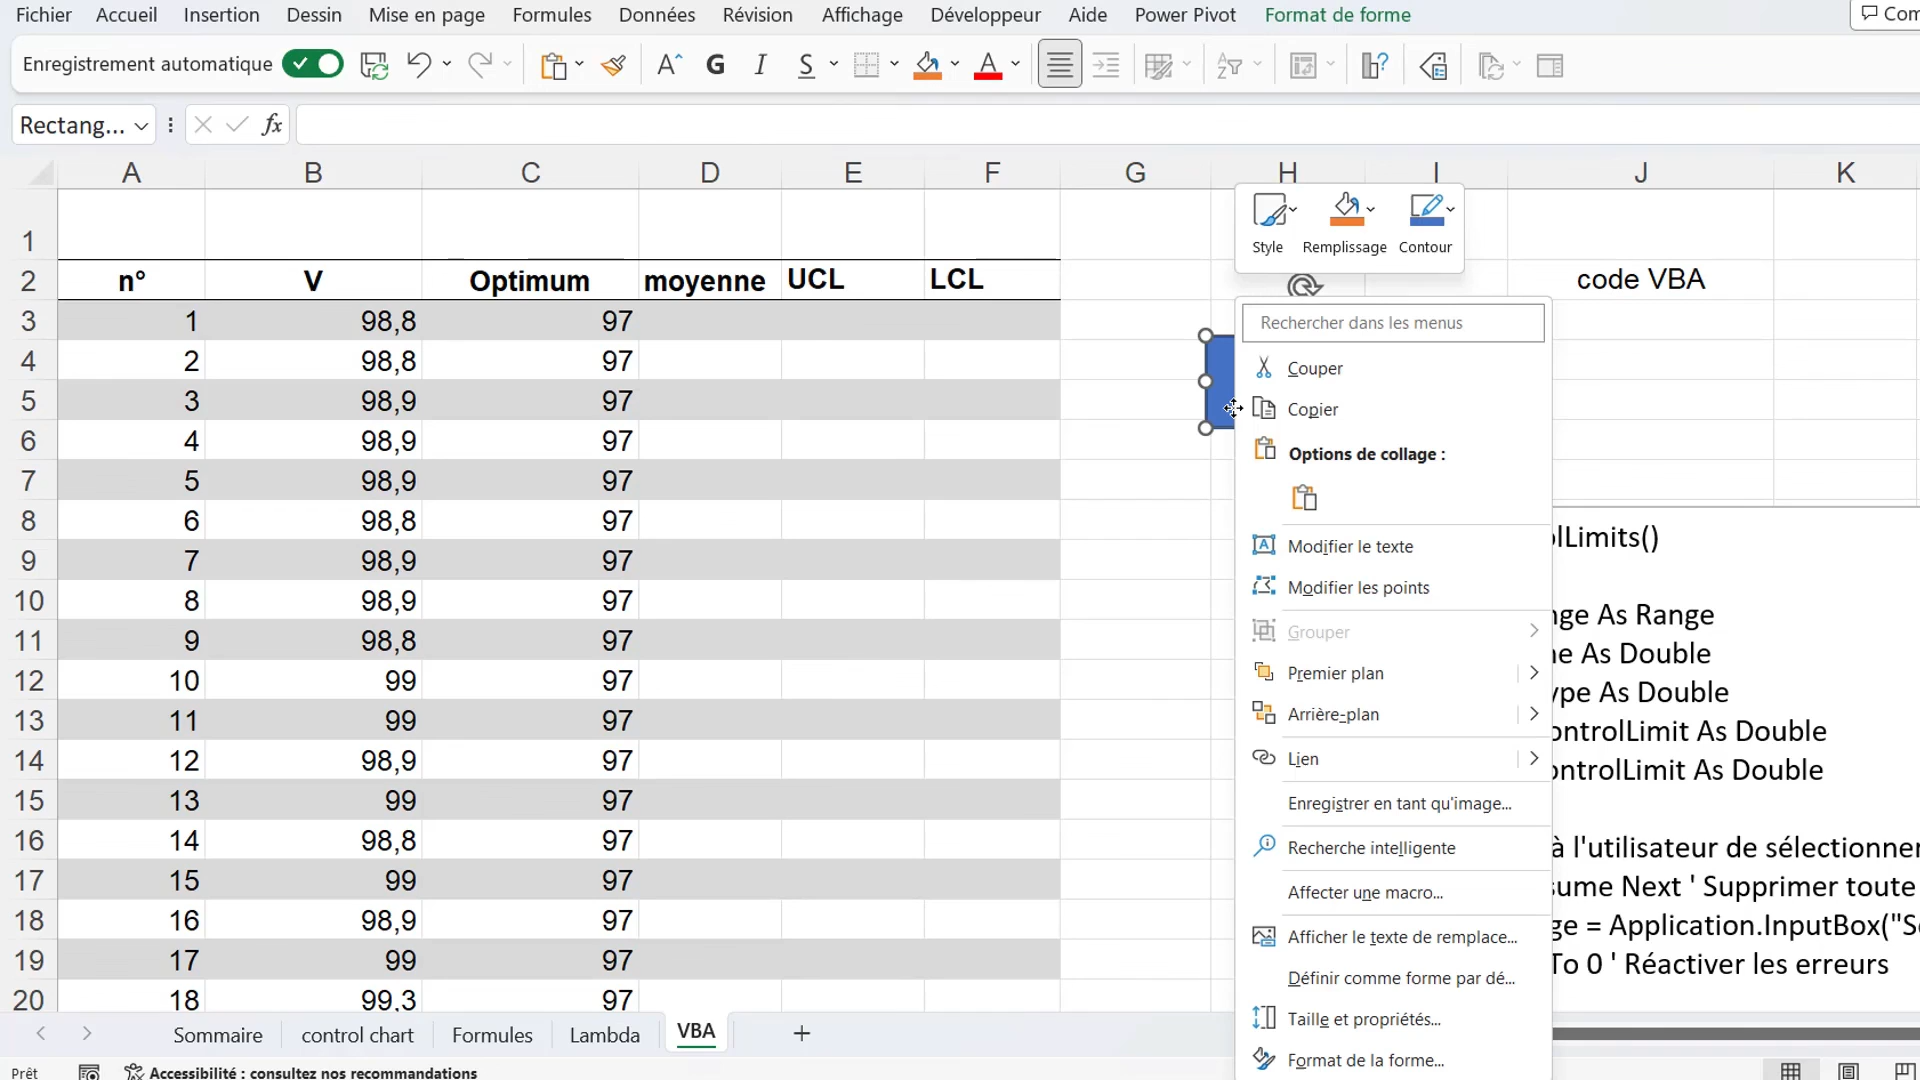 Fichier Accueil Insertion Dessin Mise en page Formules Données Révision Affichage Développeur Aide Power Pivot Format de forme
Enregistrement automatique A G I S A
Rectang... fx
A B C D E F G H I J K
Style Remplissage Contour
1
2 n° V Optimum moyenne UCL LCL code VBA
3 1 98,8 97
4 2 98,8 97
5 3 98,9 97
6 4 98,9 97
7 5 98,9 97
8 6 98,8 97
9 7 98,9 97
10 8 98,9 97
11 9 98,8 97
12 10 99 97
13 11 99 97
14 12 98,9 97
15 13 99 97
16 14 98,8 97
17 15 99 97
18 16 98,9 97
19 17 99 97
20 18 99,3 97
Rechercher dans les menus
Couper
Copier
Options de collage :
Modifier le texte
Modifier les points
Grouper
Premier plan
Arrière-plan
Lien
Enregistrer en tant qu'image...
Recherche intelligente
Affecter une macro...
Afficher le texte de remplace...
Définir comme forme par dé...
Taille et propriétés...
Format de la forme...
lLimits()
nge As Range
e As Double
ype As Double
ontrolLimit As Double
ontrolLimit As Double
à l'utilisateur de sélectionner
ume Next ' Supprimer toute
ge = Application.InputBox("S
To 0 ' Réactiver les erreurs
Sommaire control chart Formules Lambda VBA
Prêt Accessibilité : consultez nos recommandations